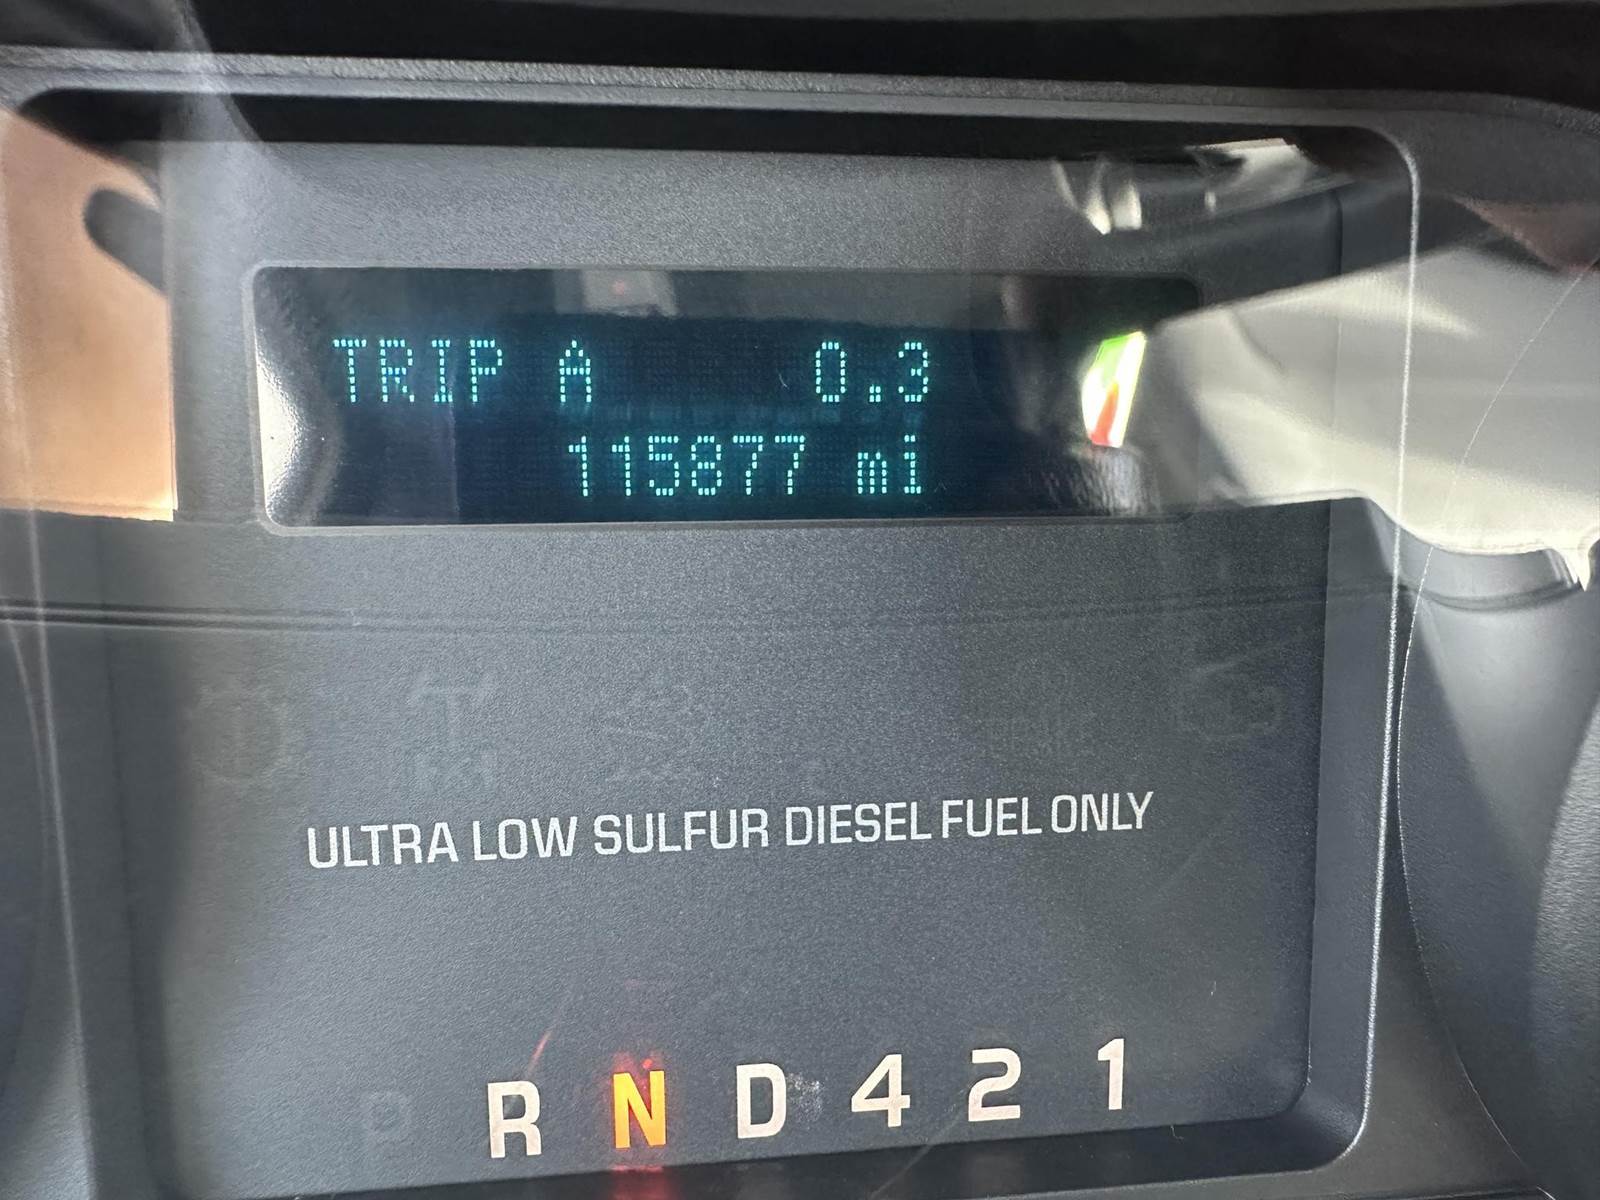 TRIP A 0.3
115877 mi
ULTRA LOW SULFUR DIESEL FUEL ONLY
P R N D 4 2 1